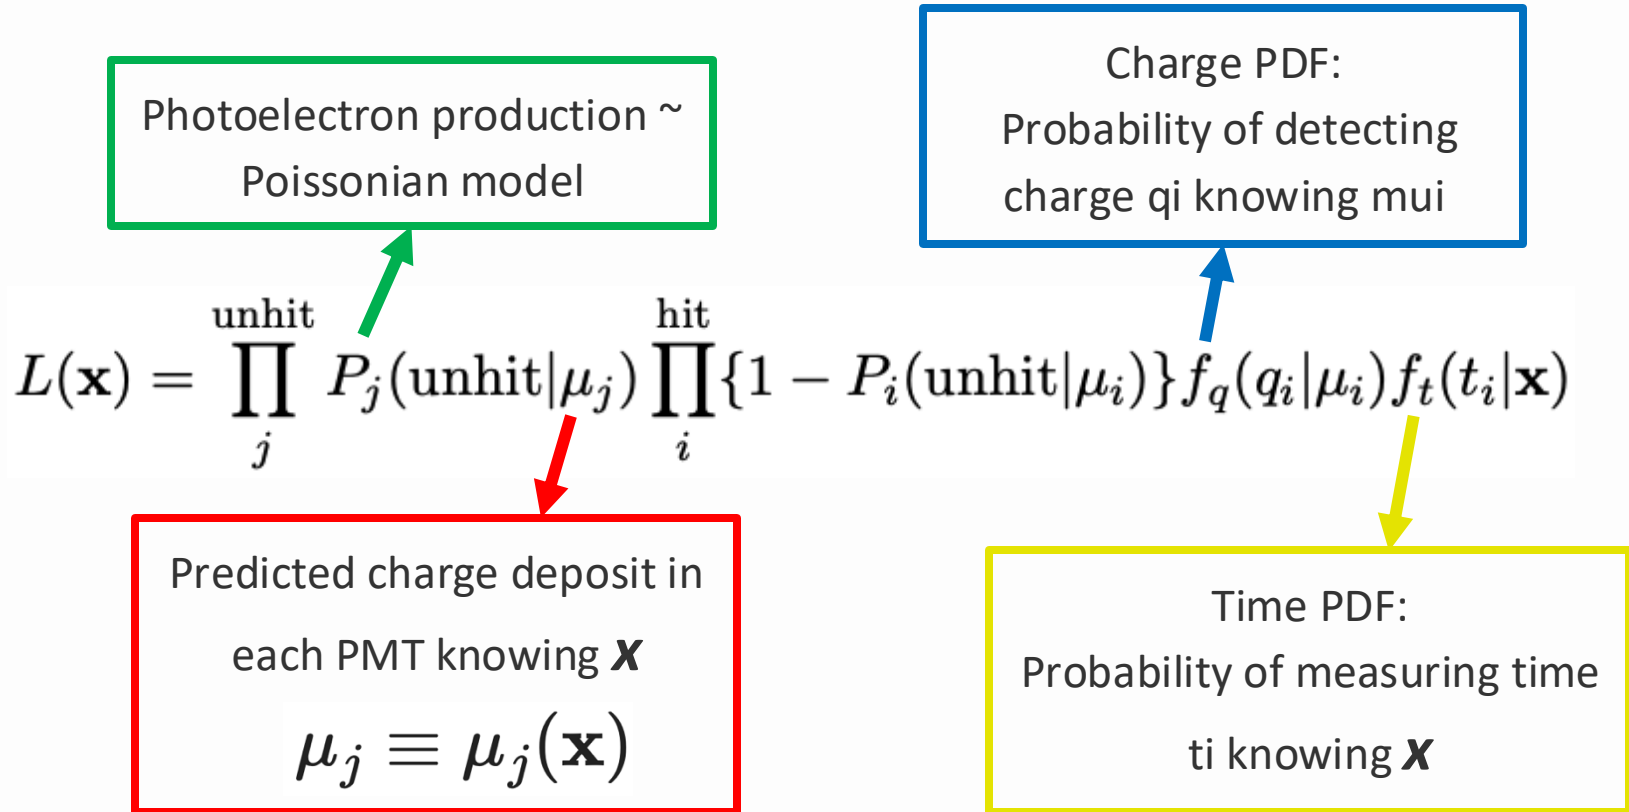 Photoelectron production ~
Poissonian model
Charge PDF:
Probability of detecting
charge qi knowing mui
L(x) = ∏_j^unhit P_j(unhit|μ_j) ∏_i^hit {1 − P_i(unhit|μ_i)} f_q(q_i|μ_i) f_t(t_i|x)
Predicted charge deposit in
each PMT knowing x
μ_j ≡ μ_j(x)
Time PDF:
Probability of measuring time
ti knowing x